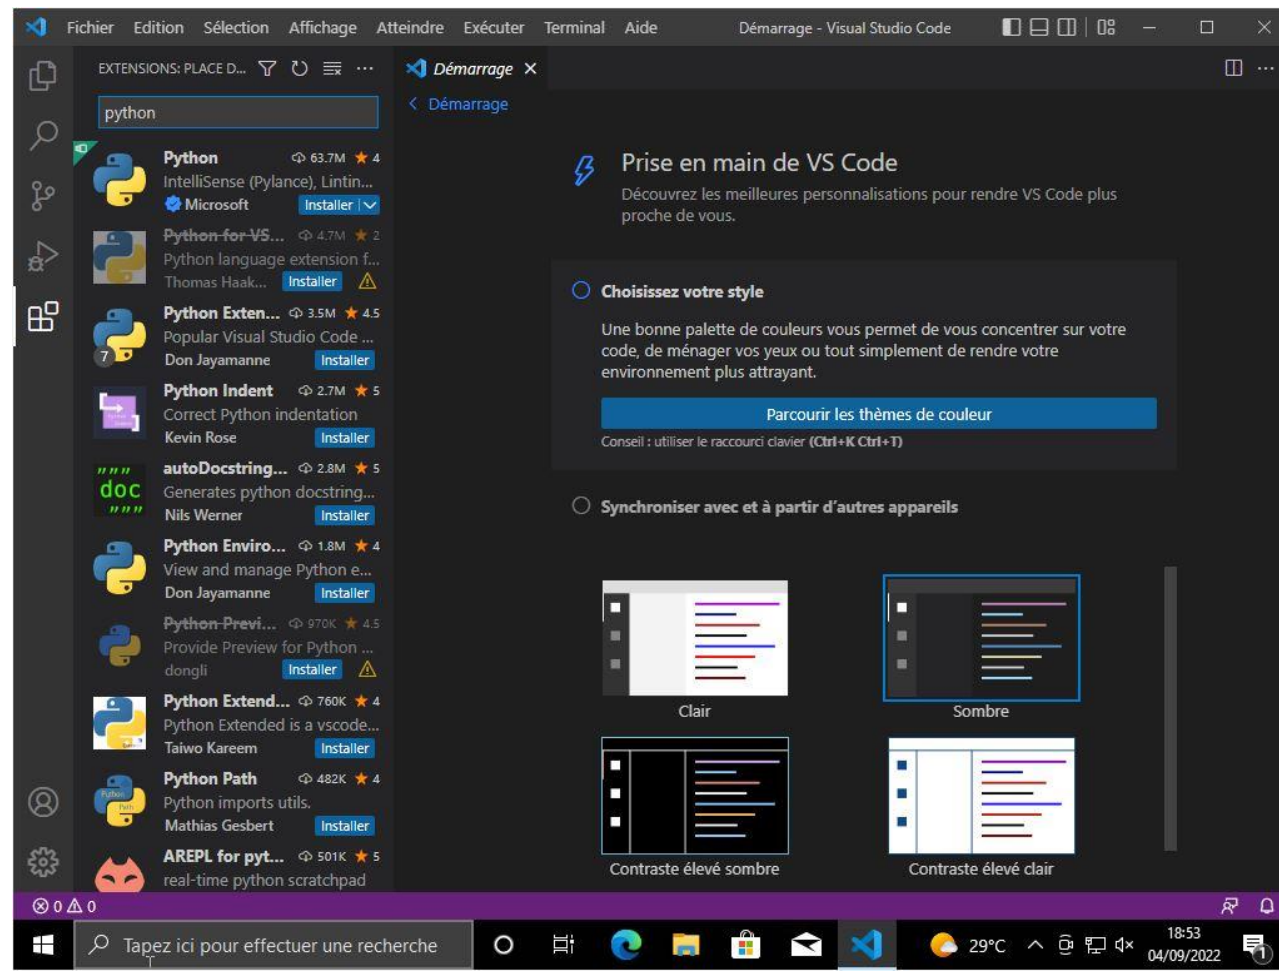 Fichier Edition Sélection Affichage Atteindre Exécuter Terminal Aide Démarrage - Visual Studio Code
EXTENSIONS: PLACE D... ···
Démarrage
python
Démarrage
Python 63.7M ★ 4
IntelliSense (Pylance), Lintin...
Microsoft Installer
Python for VS... 4.7M ★ 2
Python language extension f...
Thomas Haak... Installer
Python Exten... 3.5M ★ 4.5
Popular Visual Studio Code ...
7
Don Jayamanne Installer
Python Indent 2.7M ★ 5
Correct Python indentation
Kevin Rose Installer
"""
doc
"""
autoDocstring... 2.8M ★ 5
Generates python docstring...
Nils Werner Installer
Python Enviro... 1.8M ★ 4
View and manage Python e...
Don Jayamanne Installer
Python Previ... 970K ★ 4.5
Provide Preview for Python ...
dongli Installer
Python Extend... 760K ★ 4
Python Extended is a vscode...
Taiwo Kareem Installer
Python Path 482K ★ 4
Python imports utils.
Mathias Gesbert Installer
Python
Path
AREPL for pyt... 501K ★ 5
real-time python scratchpad
Prise en main de VS Code
Découvrez les meilleures personnalisations pour rendre VS Code plus
proche de vous.
Choisissez votre style
Une bonne palette de couleurs vous permet de vous concentrer sur votre
code, de ménager vos yeux ou tout simplement de rendre votre
environnement plus attrayant.
Parcourir les thèmes de couleur
Conseil : utiliser le raccourci clavier (Ctrl+K Ctrl+T)
Synchroniser avec et à partir d'autres appareils
Clair
Sombre
Contraste élevé sombre
Contraste élevé clair
0 0
Tapez ici pour effectuer une recherche
29°C
18:53
04/09/2022
1